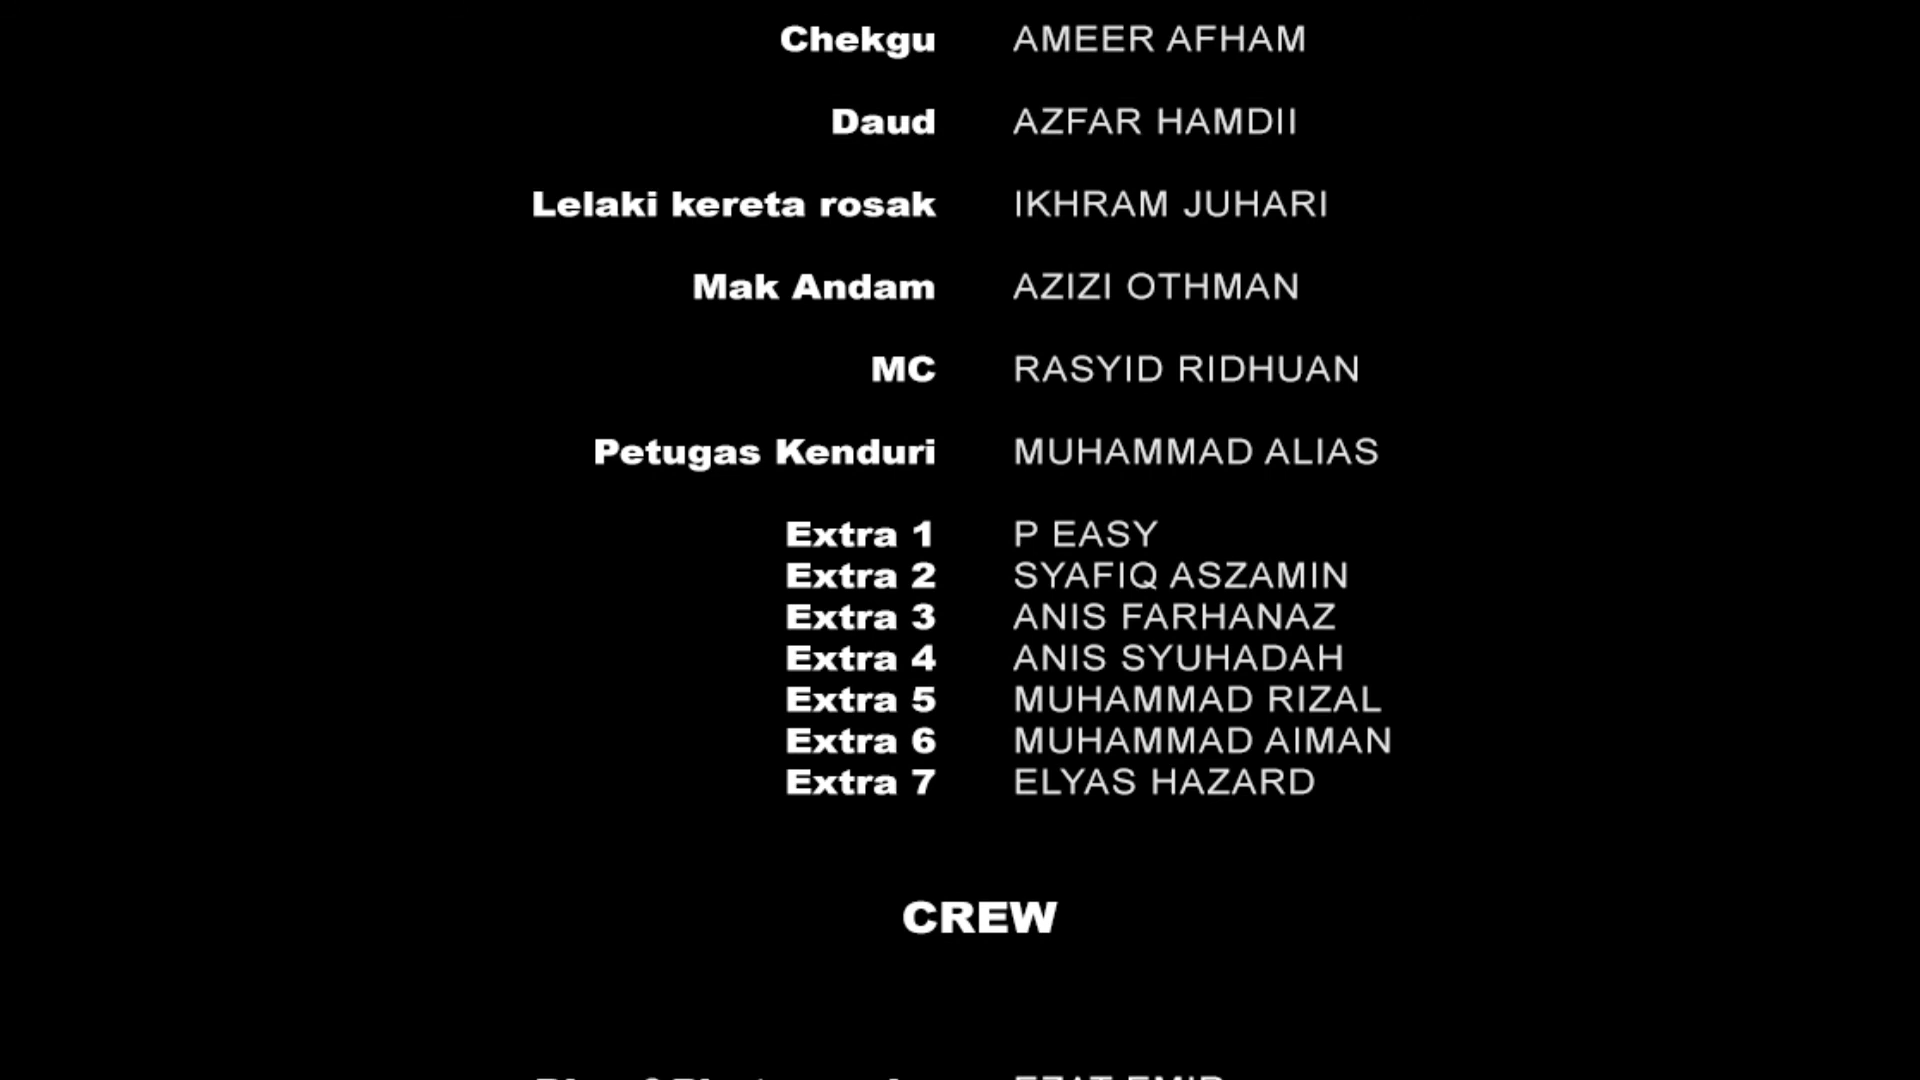 Chekgu AMEER AFHAM
Daud AZFAR HAMDII
Lelaki kereta rosak IKHRAM JUHARI
Mak Andam AZIZI OTHMAN
MC RASYID RIDHUAN
Petugas Kenduri MUHAMMAD ALIAS
Extra 1 P EASY
Extra 2 SYAFIQ ASZAMIN
Extra 3 ANIS FARHANAZ
Extra 4 ANIS SYUHADAH
Extra 5 MUHAMMAD RIZAL
Extra 6 MUHAMMAD AIMAN
Extra 7 ELYAS HAZARD
CREW